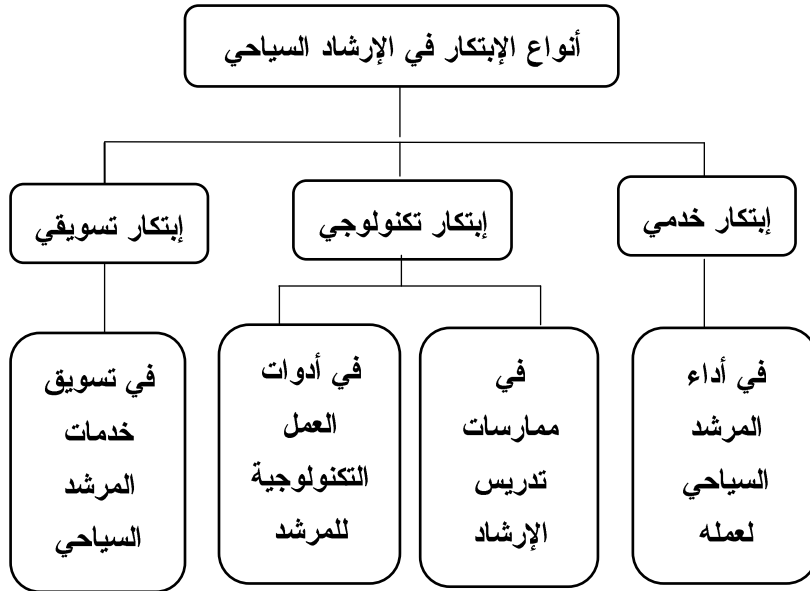 أنواع الإبتكار في الإرشاد السياحي
إبتكار خدمي
إبتكار تكنولوجي
إبتكار تسويقي
في أداء
المرشد
السياحي
لعمله
في
ممارسات
تدريس
الإرشاد
في أدوات
العمل
التكنولوجية
للمرشد
في تسويق
خدمات
المرشد
السياحي